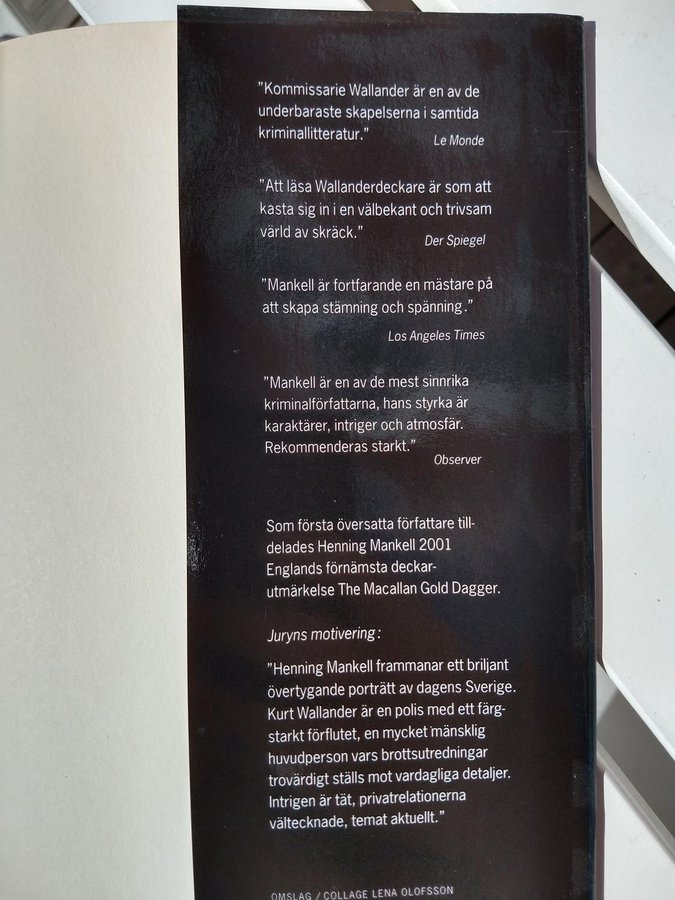 ”Kommissarie Wallander är en av de
underbaraste skapelserna i samtida
kriminallitteratur.”
Le Monde
”Att läsa Wallanderdeckare är som att
kasta sig in i en välbekant och trivsam
värld av skräck.”
Der Spiegel
”Mankell är fortfarande en mästare på
att skapa stämning och spänning.”
Los Angeles Times
”Mankell är en av de mest sinnrika
kriminalförfattarna, hans styrka är
karaktärer, intriger och atmosfär.
Rekommenderas starkt.”
Observer
Som första översatta författare till-
delades Henning Mankell 2001
Englands förnämsta deckar-
utmärkelse The Macallan Gold Dagger.
Juryns motivering:
”Henning Mankell frammanar ett briljant
övertygande porträtt av dagens Sverige.
Kurt Wallander är en polis med ett färg-
starkt förflutet, en mycket mänsklig
huvudperson vars brottsutredningar
trovärdigt ställs mot vardagliga detaljer.
Intrigen är tät, privatrelationerna
vältecknade, temat aktuellt.”
OMSLAG / COLLAGE LENA OLOFSSON